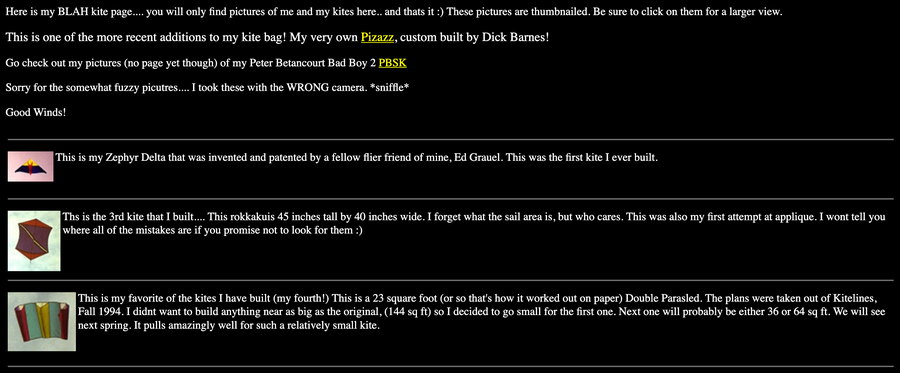 Here is my BLAH kite page.... you will only find pictures of me and my kites here.. and thats it :) These pictures are thumbnailed. Be sure to click on them for a larger view.
This is one of the more recent additions to my kite bag! My very own Pizazz, custom built by Dick Barnes!
Go check out my pictures (no page yet though) of my Peter Betancourt Bad Boy 2 PBSK
Sorry for the somewhat fuzzy picutres.... I took these with the WRONG camera. *sniffle*
Good Winds!
This is my Zephyr Delta that was invented and patented by a fellow flier friend of mine, Ed Grauel. This was the first kite I ever built.
Ths is the 3rd kite that I built.... This rokkakuis 45 inches tall by 40 inches wide. I forget what the sail area is, but who cares. This was also my first attempt at applique. I wont tell you
where all of the mistakes are if you promise not to look for them :)
This is my favorite of the kites I have built (my fourth!) This is a 23 square foot (or so that's how it worked out on paper) Double Parasled. The plans were taken out of Kitelines,
Fall 1994. I didnt want to build anything near as big as the original, (144 sq ft) so I decided to go small for the first one. Next one will probably be either 36 or 64 sq ft. We will see
next spring. It pulls amazingly well for such a relatively small kite.